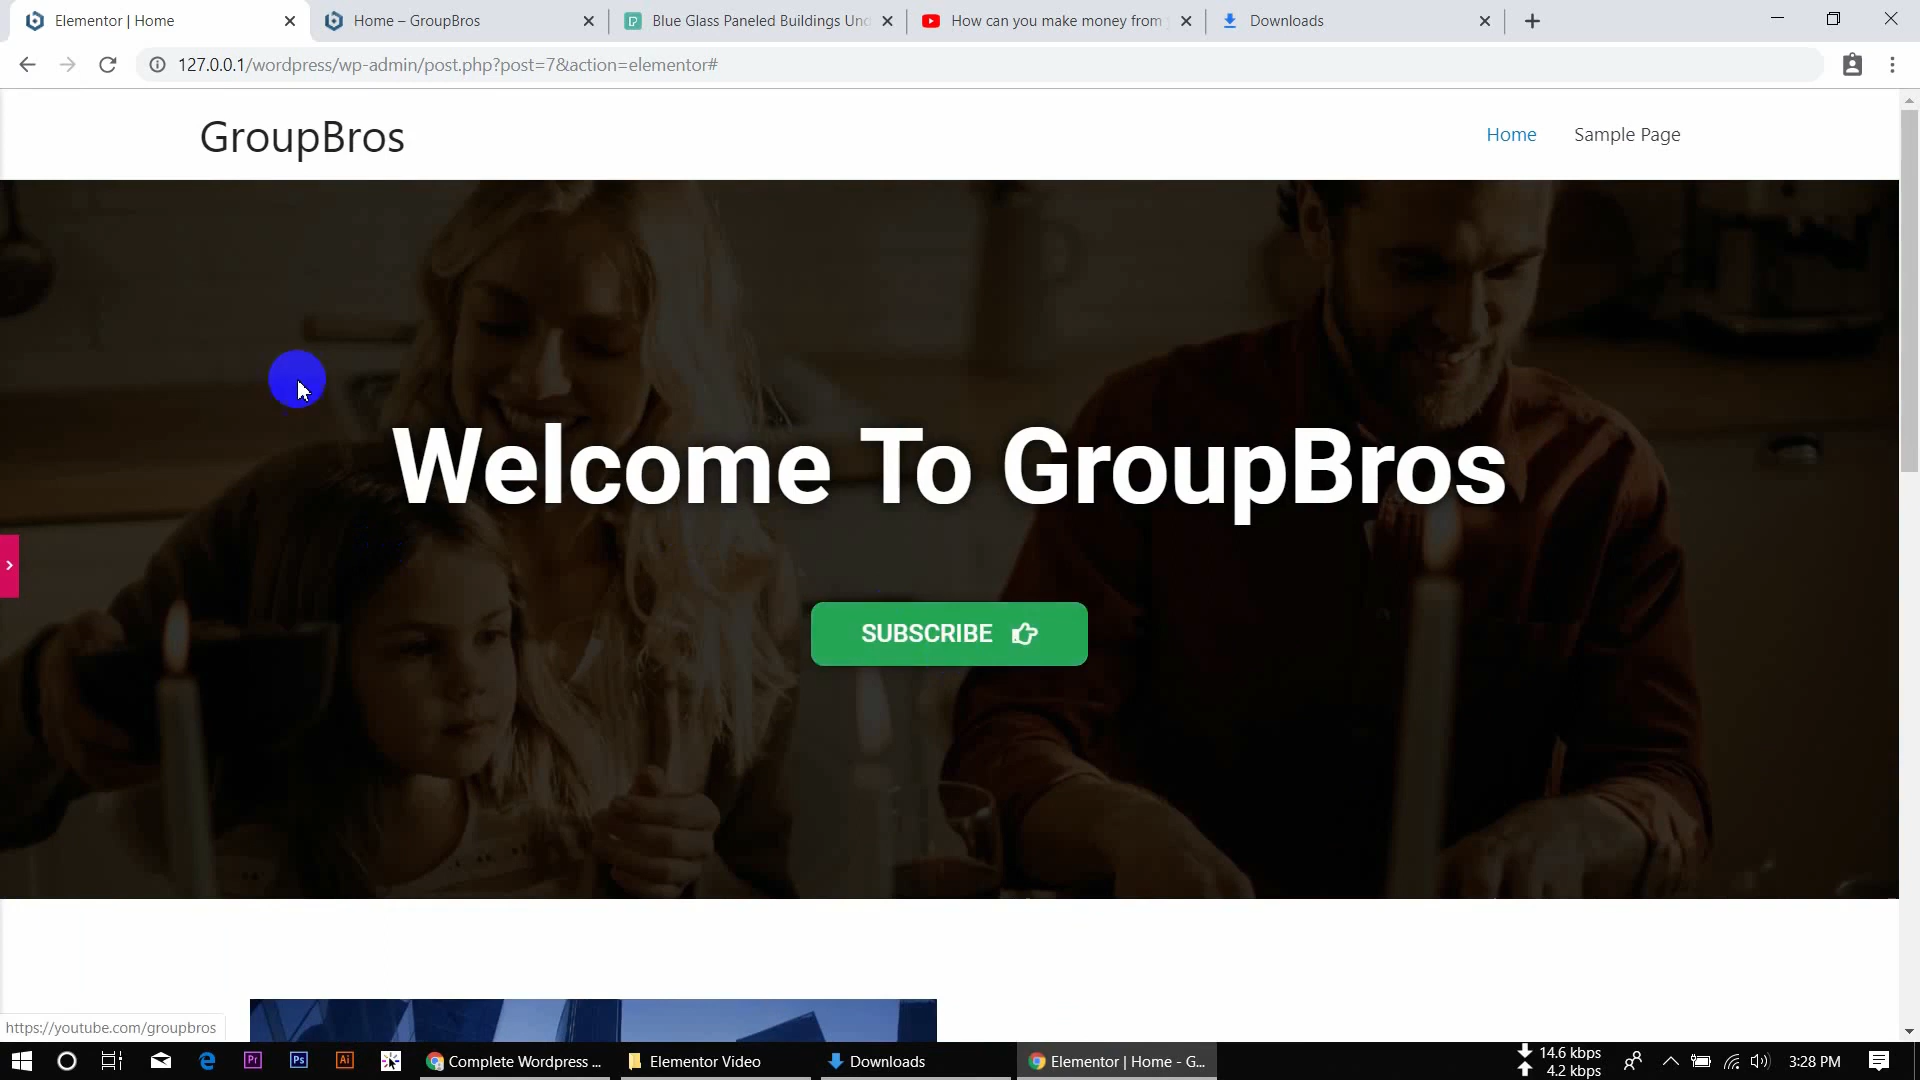 Elementor | Home
Home – GroupBros
Blue Glass Paneled Buildings Und
How can you make money from
Downloads
127.0.0.1/wordpress/wp-admin/post.php?post=7&action=elementor#
GroupBros
Home
Sample Page
Welcome To GroupBros
SUBSCRIBE
https://youtube.com/groupbros
Pr
Ps
Ai
Complete Wordpress ...
Elementor Video
Downloads
Elementor | Home - G...
14.6 kbps
4.2 kbps
3:28 PM